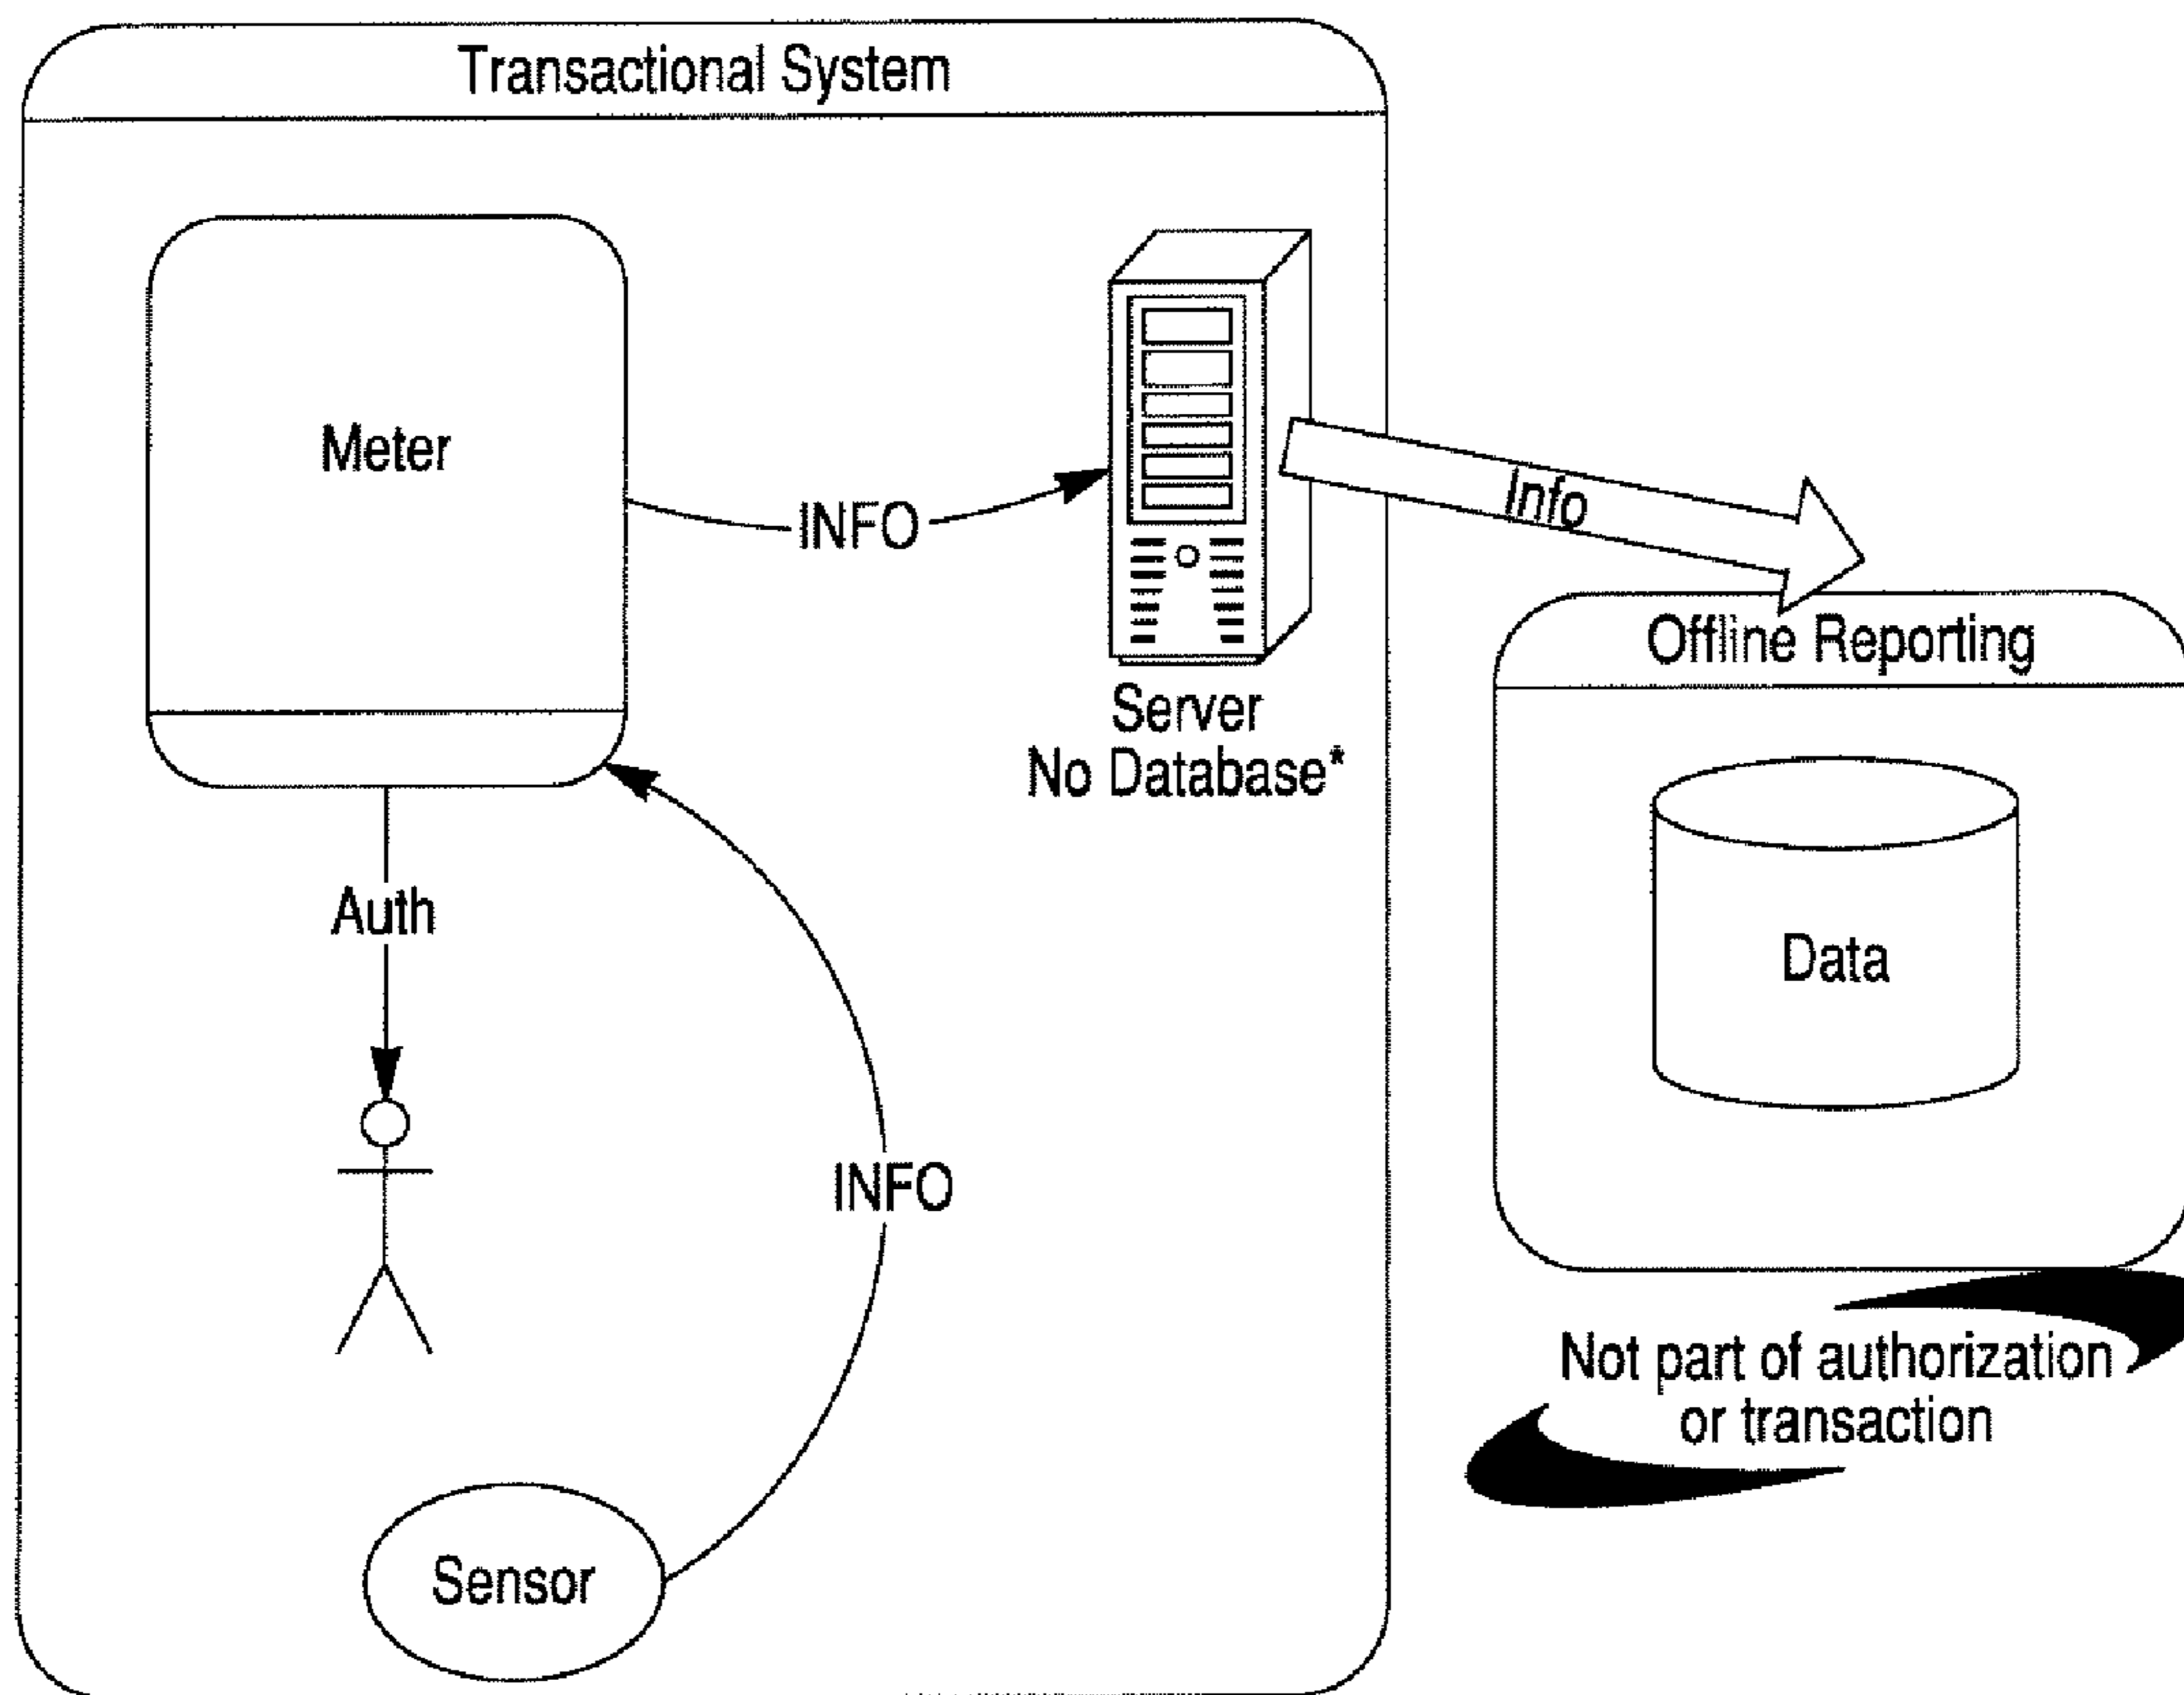 Transactional System
Meter
INFO
Info
Server
No Database*
Offline Reporting
Data
Auth
INFO
Sensor
Not part of authorization
or transaction